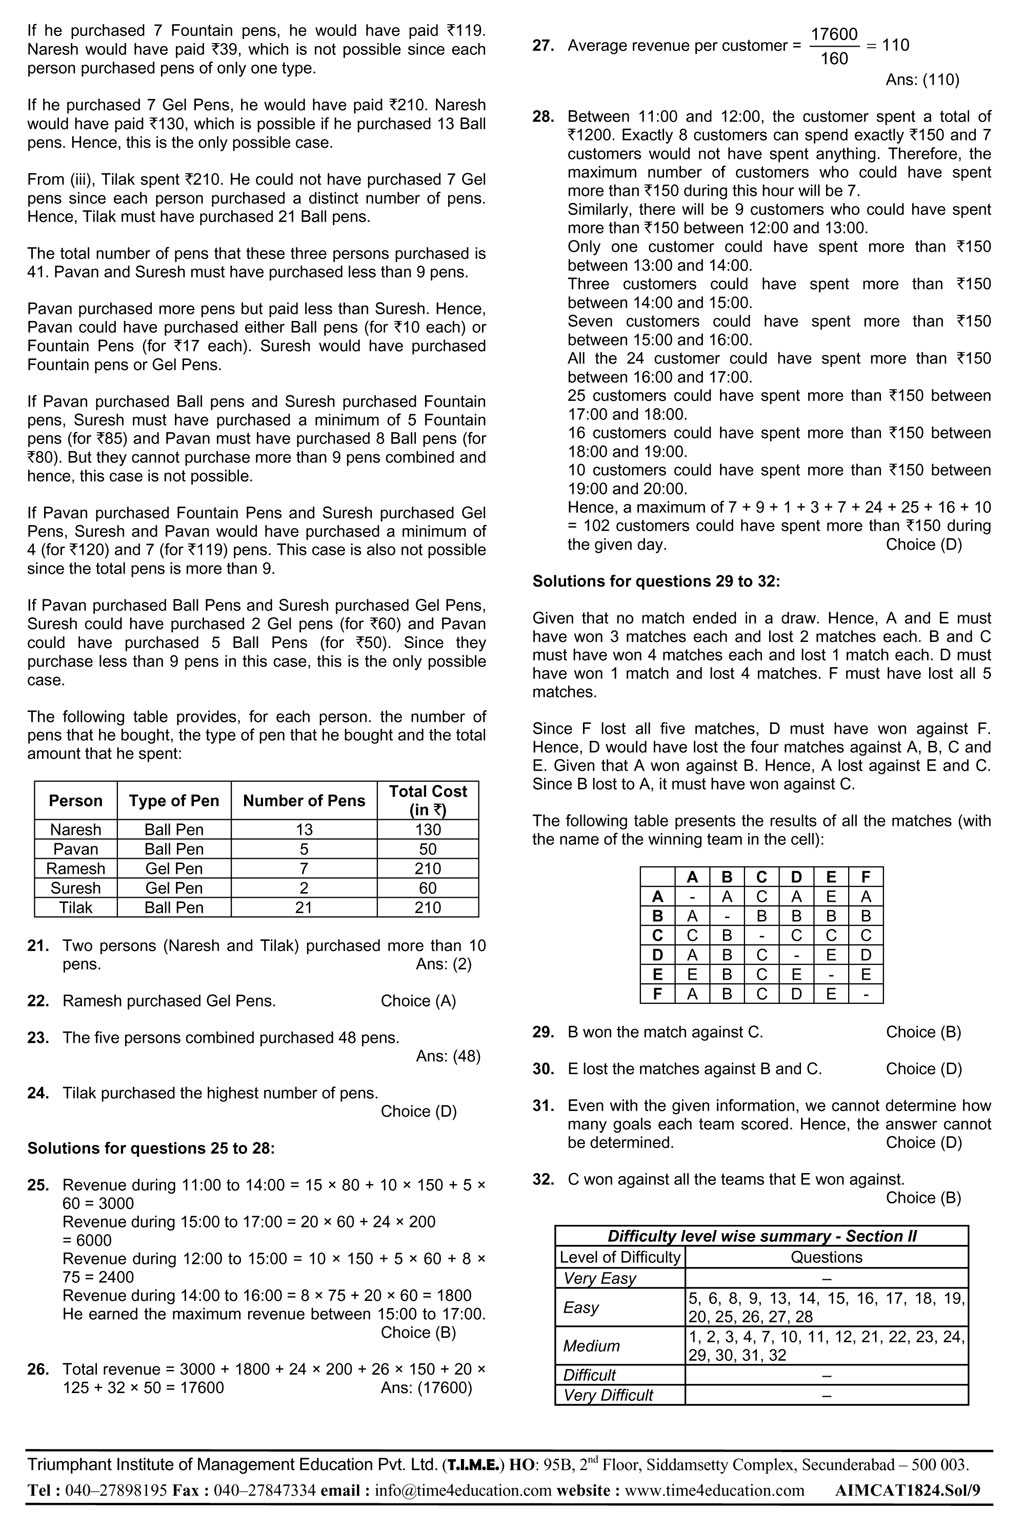 If he purchased 7 Fountain pens, he would have paid ₹119.
Naresh would have paid ₹39, which is not possible since each
person purchased pens of only one type.
If he purchased 7 Gel Pens, he would have paid ₹210. Naresh
would have paid ₹130, which is possible if he purchased 13 Ball
pens. Hence, this is the only possible case.
From (iii), Tilak spent ₹210. He could not have purchased 7 Gel
pens since each person purchased a distinct number of pens.
Hence, Tilak must have purchased 21 Ball pens.
The total number of pens that these three persons purchased is
41. Pavan and Suresh must have purchased less than 9 pens.
Pavan purchased more pens but paid less than Suresh. Hence,
Pavan could have purchased either Ball pens (for ₹10 each) or
Fountain Pens (for ₹17 each). Suresh would have purchased
Fountain pens or Gel Pens.
If Pavan purchased Ball pens and Suresh purchased Fountain
pens, Suresh must have purchased a minimum of 5 Fountain
pens (for ₹85) and Pavan must have purchased 8 Ball pens (for
₹80). But they cannot purchase more than 9 pens combined and
hence, this case is not possible.
If Pavan purchased Fountain Pens and Suresh purchased Gel
Pens, Suresh and Pavan would have purchased a minimum of
4 (for ₹120) and 7 (for ₹119) pens. This case is also not possible
since the total pens is more than 9.
If Pavan purchased Ball Pens and Suresh purchased Gel Pens,
Suresh could have purchased 2 Gel pens (for ₹60) and Pavan
could have purchased 5 Ball Pens (for ₹50). Since they
purchase less than 9 pens in this case, this is the only possible
case.
The following table provides, for each person. the number of
pens that he bought, the type of pen that he bought and the total
amount that he spent:
Person Type of Pen Number of Pens Total Cost (in ₹)
Naresh Ball Pen 13 130
Pavan Ball Pen 5 50
Ramesh Gel Pen 7 210
Suresh Gel Pen 2 60
Tilak Ball Pen 21 210
21. Two persons (Naresh and Tilak) purchased more than 10
pens. Ans: (2)
22. Ramesh purchased Gel Pens. Choice (A)
23. The five persons combined purchased 48 pens.
Ans: (48)
24. Tilak purchased the highest number of pens.
Choice (D)
Solutions for questions 25 to 28:
25. Revenue during 11:00 to 14:00 = 15 × 80 + 10 × 150 + 5 ×
60 = 3000
Revenue during 15:00 to 17:00 = 20 × 60 + 24 × 200
= 6000
Revenue during 12:00 to 15:00 = 10 × 150 + 5 × 60 + 8 ×
75 = 2400
Revenue during 14:00 to 16:00 = 8 × 75 + 20 × 60 = 1800
He earned the maximum revenue between 15:00 to 17:00.
Choice (B)
26. Total revenue = 3000 + 1800 + 24 × 200 + 26 × 150 + 20 ×
125 + 32 × 50 = 17600 Ans: (17600)
27. Average revenue per customer = 17600/160 = 110
Ans: (110)
28. Between 11:00 and 12:00, the customer spent a total of
₹1200. Exactly 8 customers can spend exactly ₹150 and 7
customers would not have spent anything. Therefore, the
maximum number of customers who could have spent
more than ₹150 during this hour will be 7.
Similarly, there will be 9 customers who could have spent
more than ₹150 between 12:00 and 13:00.
Only one customer could have spent more than ₹150
between 13:00 and 14:00.
Three customers could have spent more than ₹150
between 14:00 and 15:00.
Seven customers could have spent more than ₹150
between 15:00 and 16:00.
All the 24 customer could have spent more than ₹150
between 16:00 and 17:00.
25 customers could have spent more than ₹150 between
17:00 and 18:00.
16 customers could have spent more than ₹150 between
18:00 and 19:00.
10 customers could have spent more than ₹150 between
19:00 and 20:00.
Hence, a maximum of 7 + 9 + 1 + 3 + 7 + 24 + 25 + 16 + 10
= 102 customers could have spent more than ₹150 during
the given day. Choice (D)
Solutions for questions 29 to 32:
Given that no match ended in a draw. Hence, A and E must
have won 3 matches each and lost 2 matches each. B and C
must have won 4 matches each and lost 1 match each. D must
have won 1 match and lost 4 matches. F must have lost all 5
matches.
Since F lost all five matches, D must have won against F.
Hence, D would have lost the four matches against A, B, C and
E. Given that A won against B. Hence, A lost against E and C.
Since B lost to A, it must have won against C.
The following table presents the results of all the matches (with
the name of the winning team in the cell):
A B C D E F
A - A C A E A
B A - B B B B
C C B - C C C
D A B C - E D
E E B C E - E
F A B C D E -
29. B won the match against C. Choice (B)
30. E lost the matches against B and C. Choice (D)
31. Even with the given information, we cannot determine how
many goals each team scored. Hence, the answer cannot
be determined. Choice (D)
32. C won against all the teams that E won against.
Choice (B)
Difficulty level wise summary - Section II
Level of Difficulty Questions
Very Easy –
Easy 5, 6, 8, 9, 13, 14, 15, 16, 17, 18, 19,
20, 25, 26, 27, 28
Medium 1, 2, 3, 4, 7, 10, 11, 12, 21, 22, 23, 24,
29, 30, 31, 32
Difficult –
Very Difficult –
Triumphant Institute of Management Education Pvt. Ltd. (T.I.M.E.) HO: 95B, 2nd Floor, Siddamsetty Complex, Secunderabad – 500 003.
Tel : 040–27898195 Fax : 040–27847334 email : info@time4education.com website : www.time4education.com AIMCAT1824.Sol/9